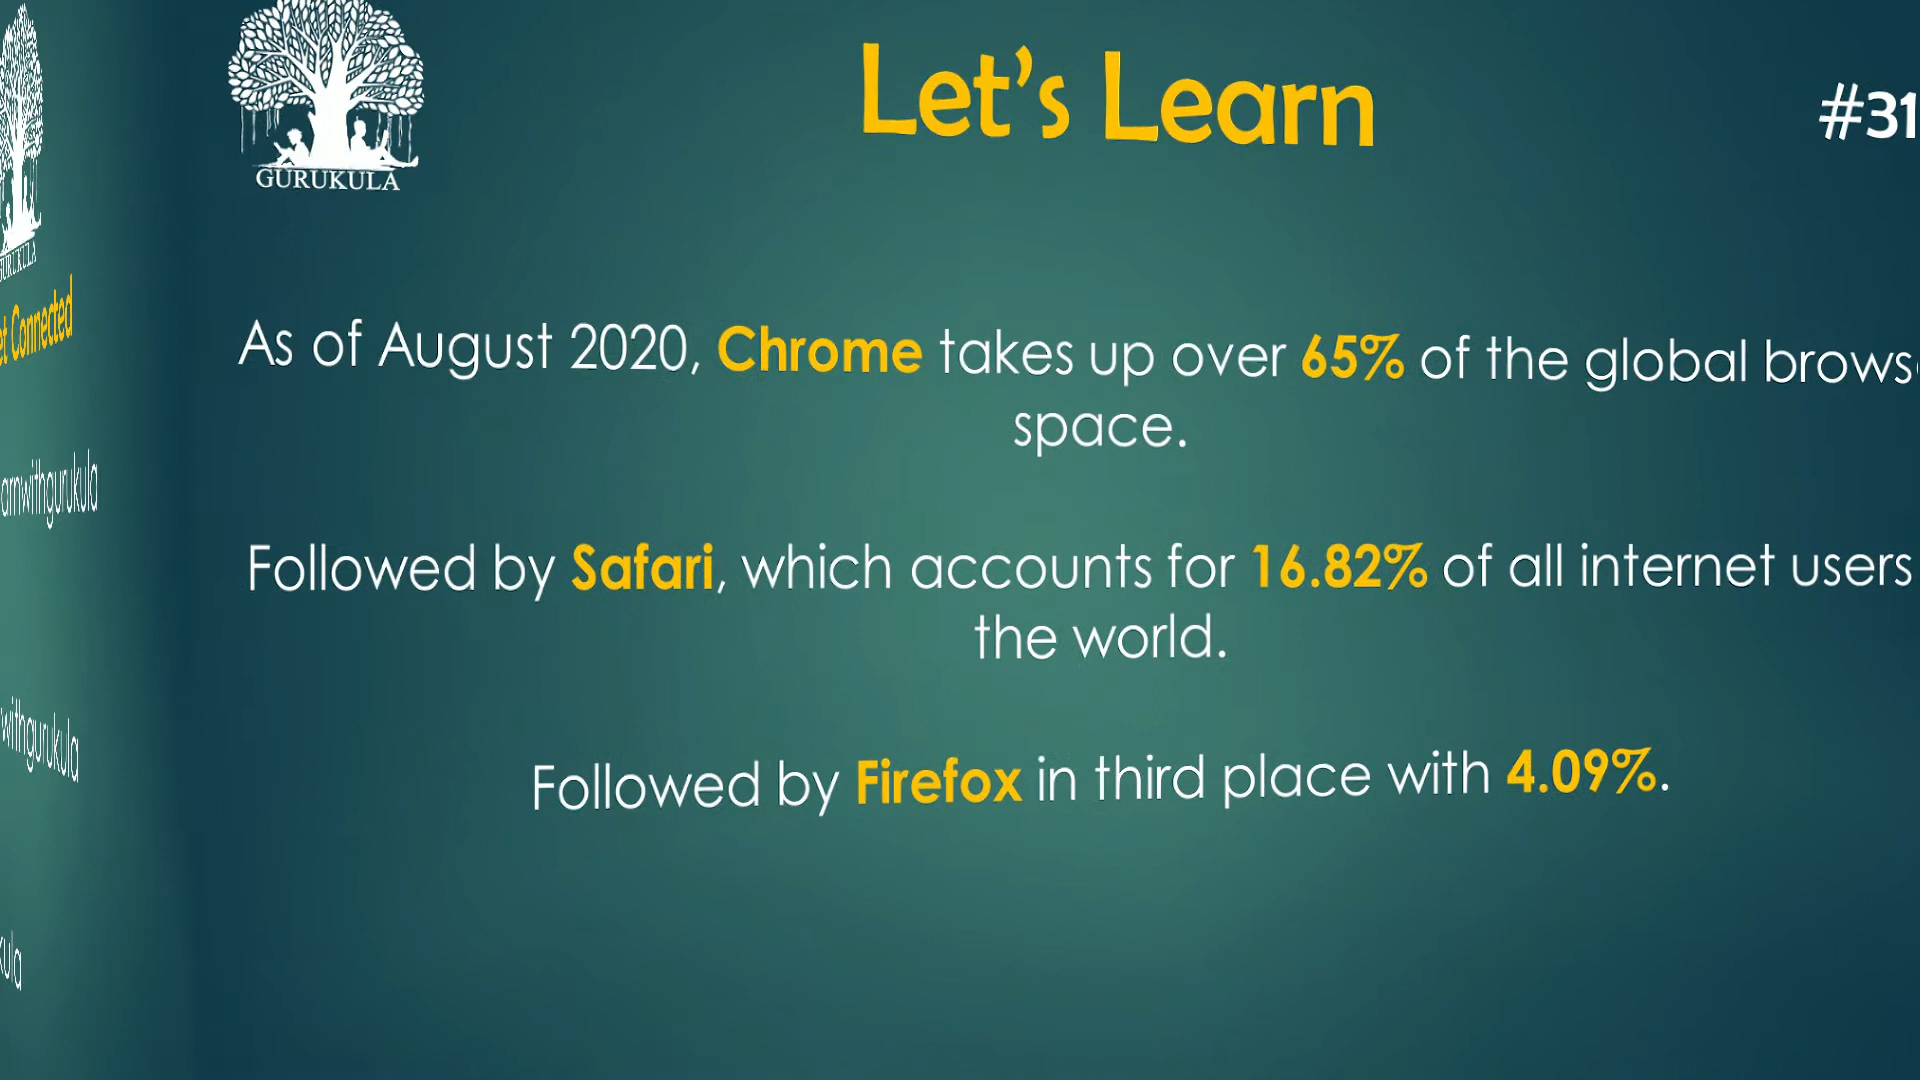 GURUKULA
Let's Learn
#31
As of August 2020, Chrome takes up over 65% of the global
space.
Followed by Safari, which accounts for 16.82% of all internet users
the world.
Followed by Firefox in third place with 4.09%.
Connected